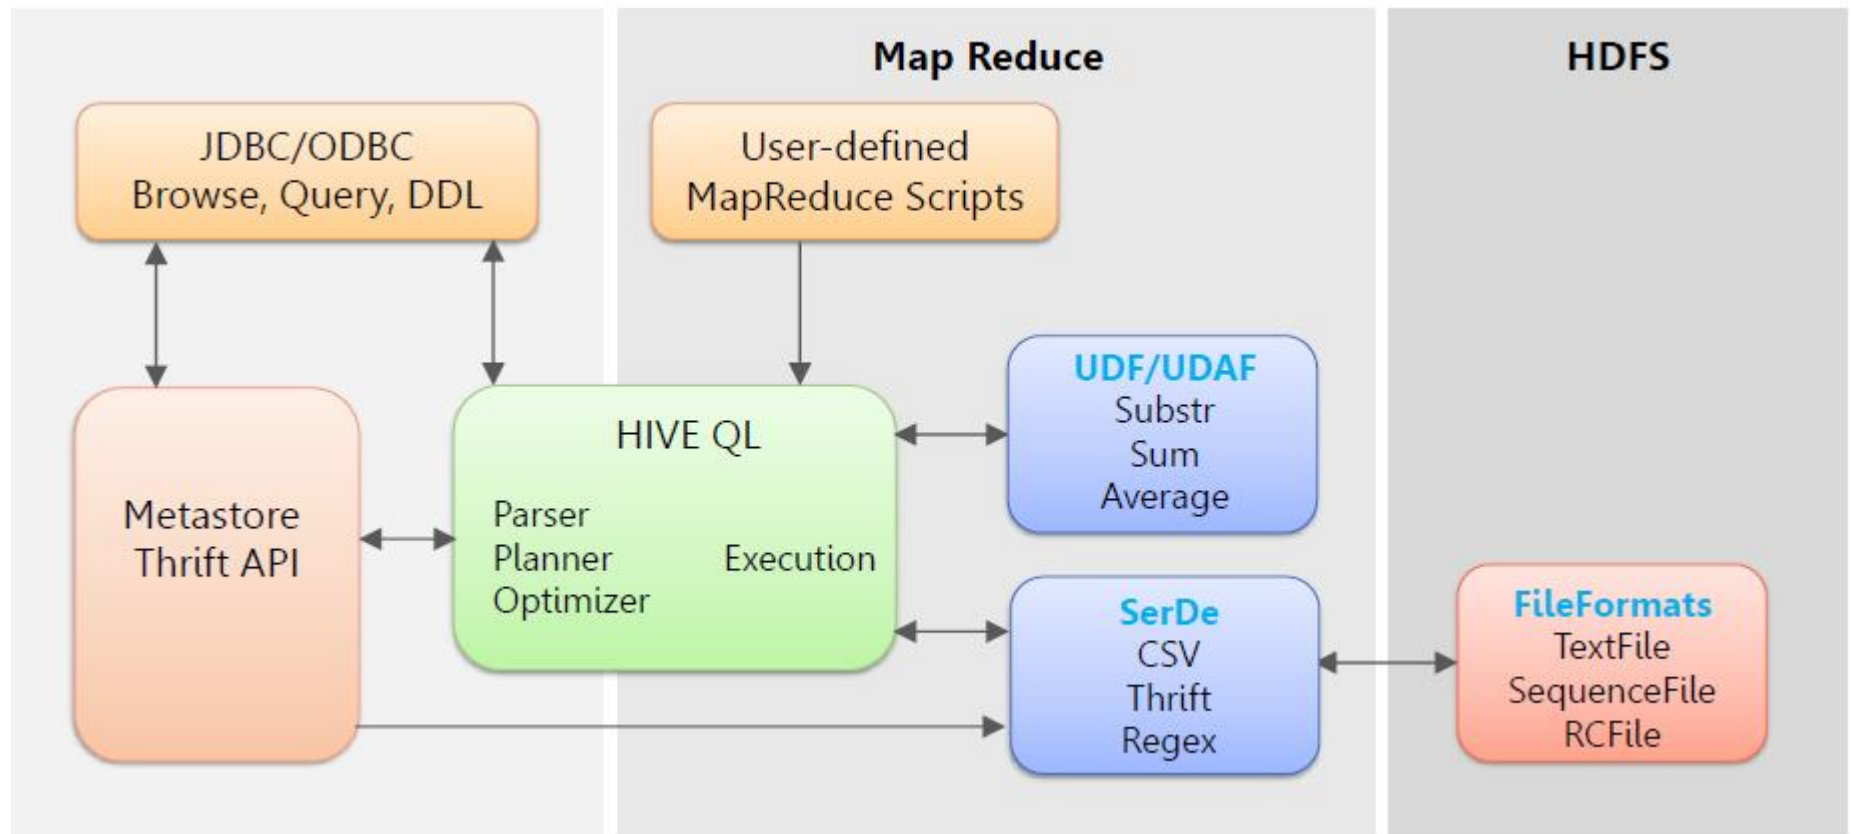 Map Reduce
HDFS
JDBC/ODBC
Browse, Query, DDL
User-defined
MapReduce Scripts
Metastore
Thrift API
HIVE QL
Parser
Planner
Optimizer
Execution
UDF/UDAF
Substr
Sum
Average
SerDe
CSV
Thrift
Regex
FileFormats
TextFile
SequenceFile
RCFile